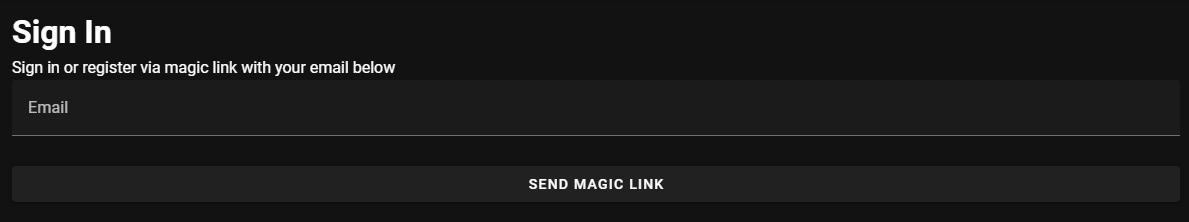 Sign In
Sign in or register via magic link with your email below
Email
SEND MAGIC LINK